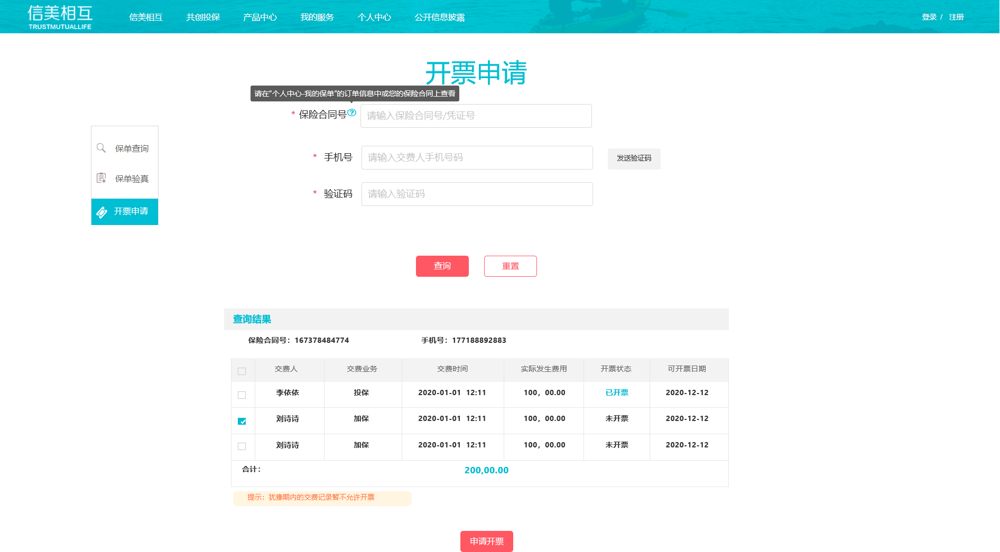 信美相互
TRUSTMUTUALLIFE
信美相互 共创投保 产品中心 我的服务 个人中心 公开信息披露
登录 / 注册
开票申请
请在"个人中心-我的保单"的订单信息中或您的保险合同上查看
* 保险合同号 ? 请输入保险合同号/凭证号
* 手机号 请输入交费人手机号码 发送验证码
* 验证码 请输入验证码
保单查询
保单验真
开票申请
查询 重置
查询结果
保险合同号：167378484774 手机号：177188892883
交费人 交费业务 交费时间 实际发生费用 开票状态 可开票日期
李依依 投保 2020-01-01 12:11 100，00.00 已开票 2020-12-12
刘诗诗 加保 2020-01-01 12:11 100，00.00 未开票 2020-12-12
刘诗诗 加保 2020-01-01 12:11 100，00.00 未开票 2020-12-12
合计： 200,00.00
提示：犹豫期内的交费记录暂不允许开票
申请开票